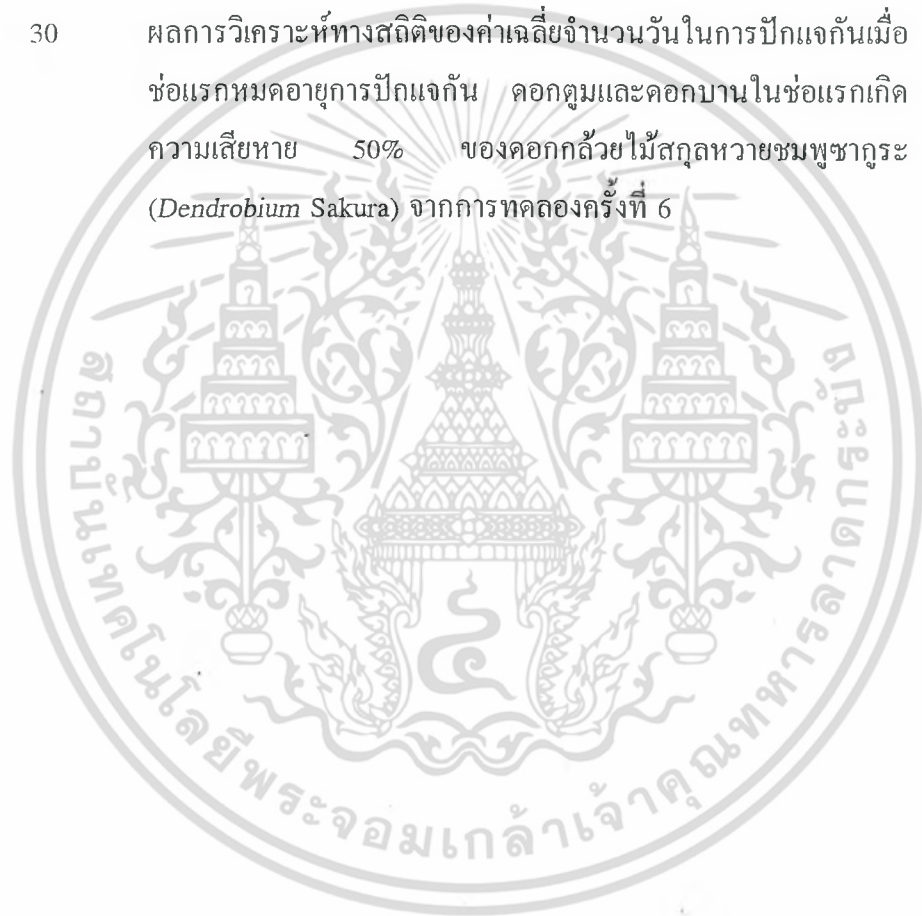 30 ผลการวิเคราะห์ทางสถิติของค่าเฉลี่ยจำนวนวันในการปักแจกันเมื่อ
ช่อแรกหมดอายุการปักแจกัน ดอกตูมและดอกบานในช่อแรกเกิด
ความเสียหาย 50% ของดอกกล้วยไม้สกุลหวายชมพูซากูระ
(Dendrobium Sakura) จากการทดลองครั้งที่ 6
สถาบันเทคโนโลยีพระจอมเกล้าเจ้าคุณทหารลาดกระบัง